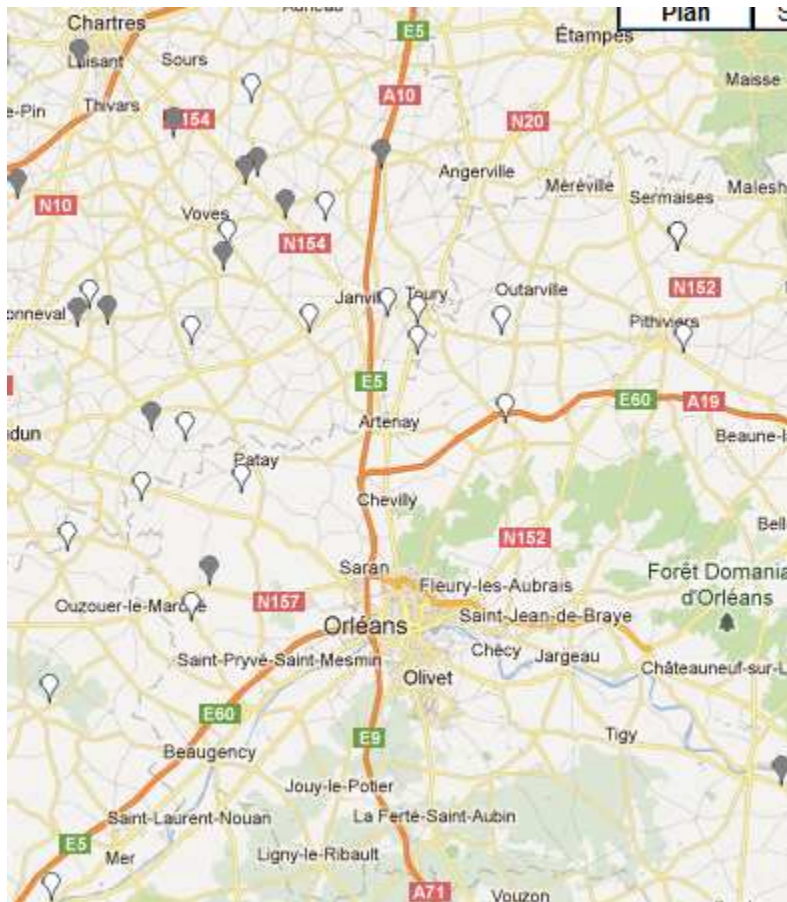 Plan
Chartres
E5
Étampes
Luisant
Sours
Maisse
A10
Thivars
154
N20
e-Pin
Angerville
Méréville
Sermaises
Malesh
N10
Voves
N154
N152
Janvil
Toury
Outarville
onneval
Pithiviers
E5
E60
A19
Artenay
udun
Beaune-l
Patay
Chevilly
N152
Bell
Saran
Fleury-les-Aubrais
Forêt Domania
d'Orléans
Ouzouer-le-Marché
N157
Saint-Jean-de-Braye
Orléans
Chécy
Jargeau
Saint-Pryvé-Saint-Mesmin
Châteauneuf-sur-L
Olivet
E60
E9
Tigy
Beaugency
Jouy-le-Potier
Saint-Laurent-Nouan
La Ferté-Saint-Aubin
E5
Mer
Ligny-le-Ribault
A71
Vouzon